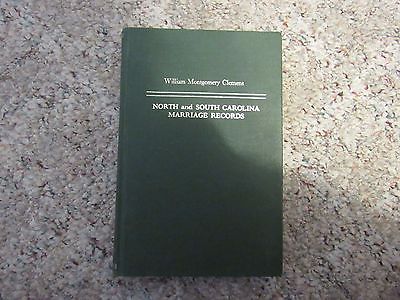 William Montgomery Clemens
NORTH and SOUTH CAROLINA
MARRIAGE RECORDS